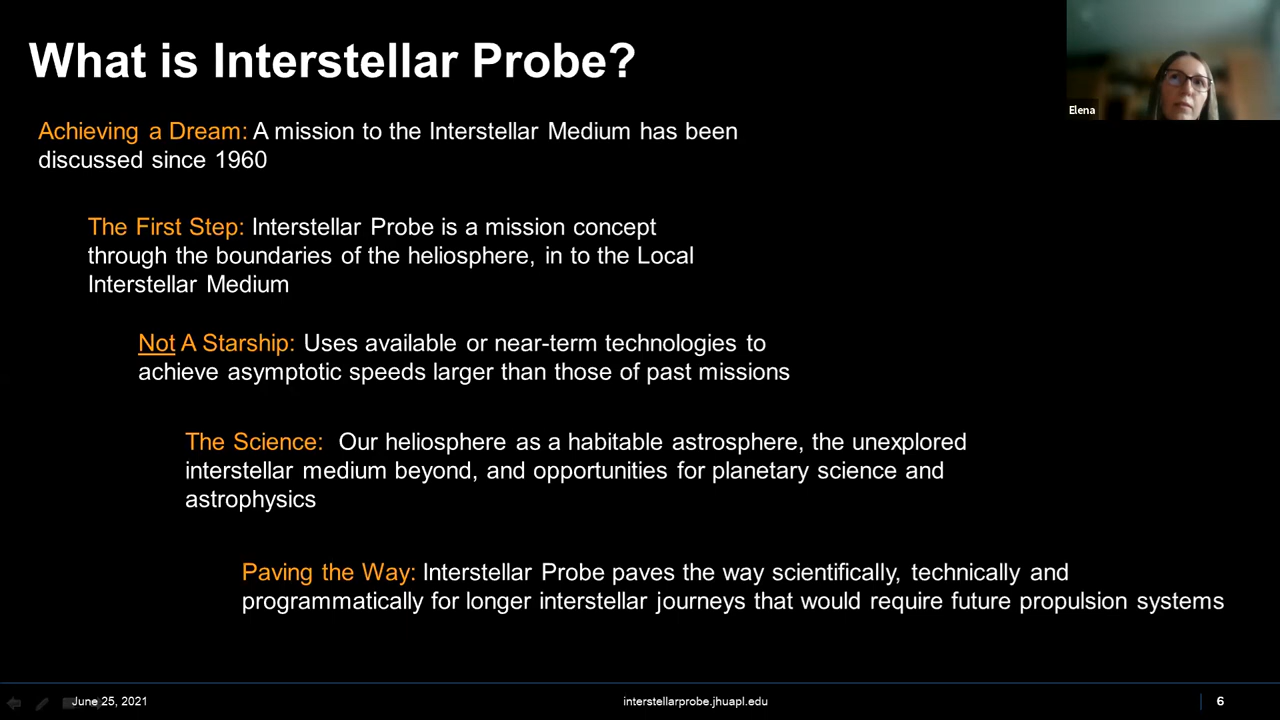 What is Interstellar Probe?
Elena
Achieving a Dream: A mission to the Interstellar Medium has been
discussed since 1960
The First Step: Interstellar Probe is a mission concept
through the boundaries of the heliosphere, in to the Local
Interstellar Medium
Not A Starship: Uses available or near-term technologies to
achieve asymptotic speeds larger than those of past missions
The Science: Our heliosphere as a habitable astrosphere, the unexplored
interstellar medium beyond, and opportunities for planetary science and
astrophysics
Paving the Way: Interstellar Probe paves the way scientifically, technically and
programmatically for longer interstellar journeys that would require future propulsion systems
June 25, 2021
interstellarprobe.jhuapl.edu
6